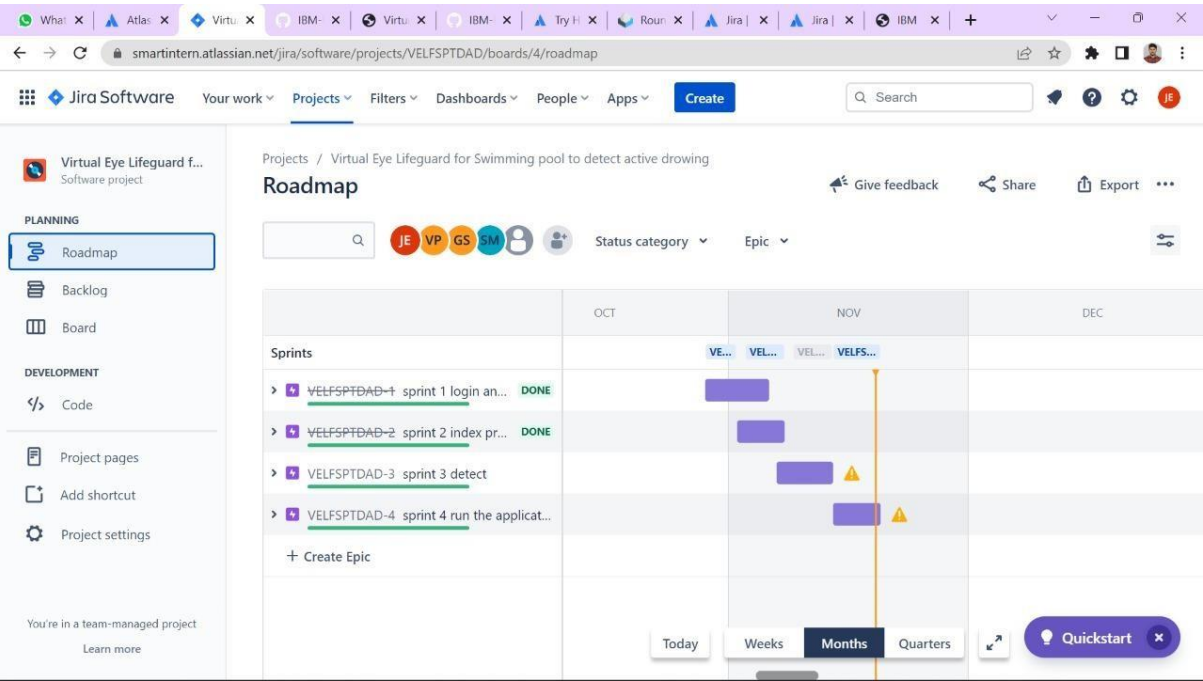 What
Atlas
Virtu
IBM-
Virtu
IBM-
Try H
Roun
Jira |
Jira |
IBM
smartintern.atlassian.net/jira/software/projects/VELFSPTDAD/boards/4/roadmap
Jira Software Your work Projects Filters Dashboards People Apps Create Search JE
Virtual Eye Lifeguard f...
Software project
PLANNING
Roadmap
Backlog
Board
DEVELOPMENT
Code
Project pages
Add shortcut
Project settings
You're in a team-managed project
Learn more
Projects / Virtual Eye Lifeguard for Swimming pool to detect active drowing
Roadmap
Give feedback Share Export
JE VP GS SM Status category Epic
OCT NOV DEC
Sprints VE... VEL... VEL... VELFS...
VELFSPTDAD-1 sprint 1 login an... DONE
VELFSPTDAD-2 sprint 2 index pr... DONE
VELFSPTDAD-3 sprint 3 detect
VELFSPTDAD-4 sprint 4 run the applicat...
+ Create Epic
Today Weeks Months Quarters
Quickstart